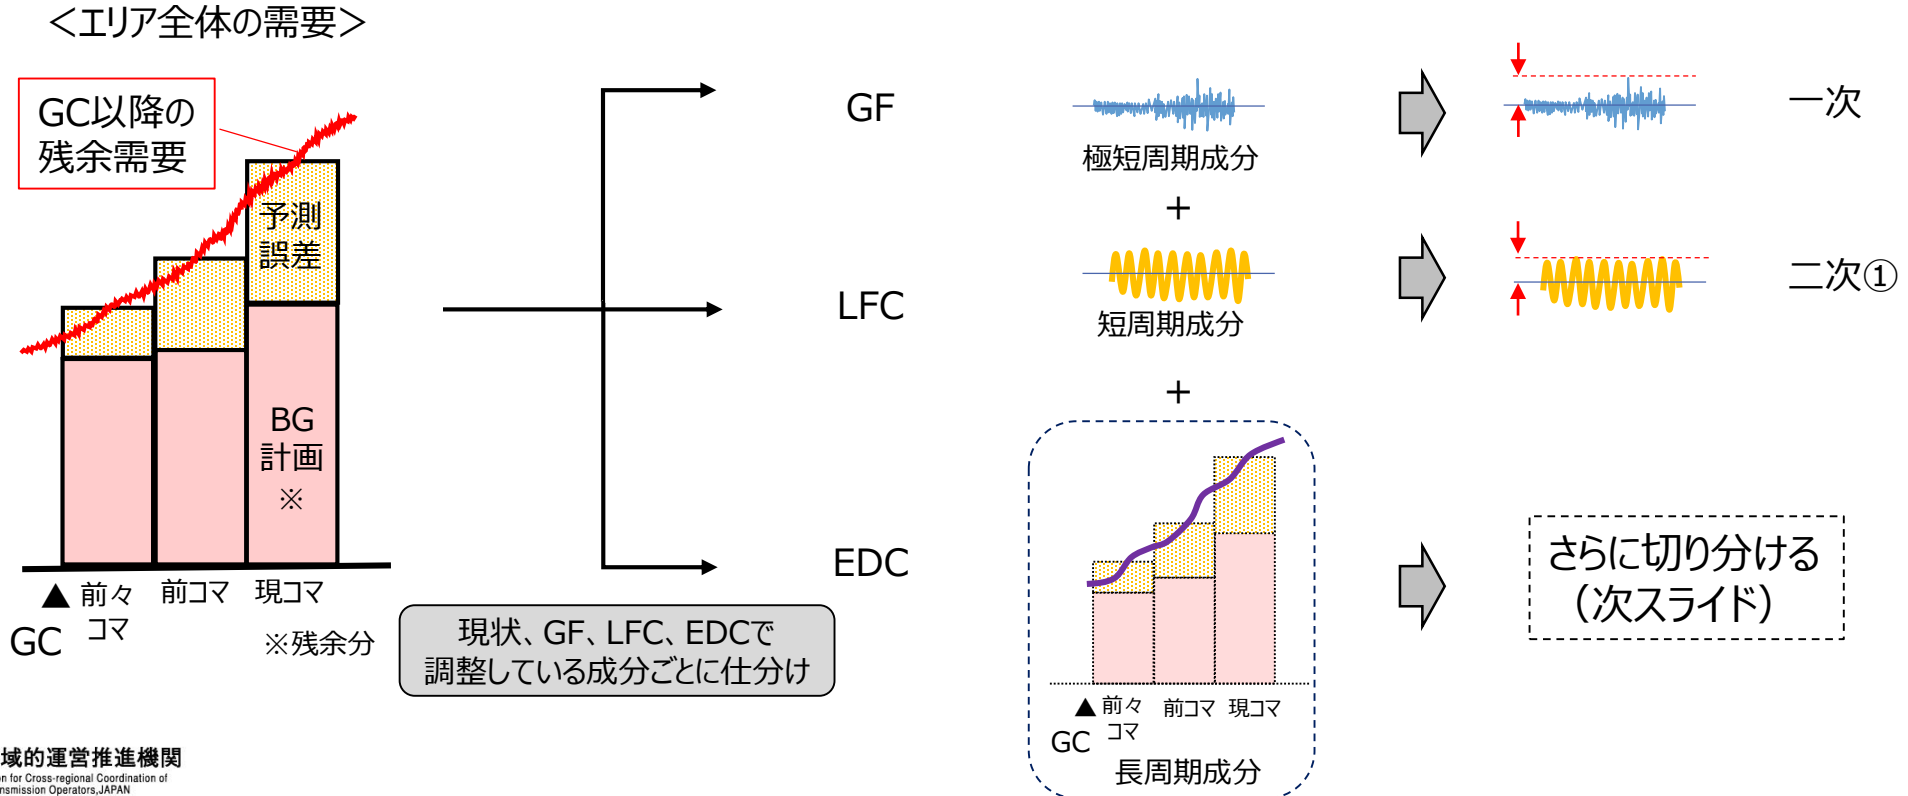 ＜エリア全体の需要＞
GC以降の
残余需要
予測
誤差
BG
計画
※
▲
GC
前々
コマ
前コマ
現コマ
※残余分
現状、GF、LFC、EDCで
調整している成分ごとに仕分け
GF
極短周期成分
一次
＋
LFC
短周期成分
二次①
＋
EDC
▲
GC
前々
コマ
前コマ
現コマ
長周期成分
さらに切り分ける
（次スライド）
域的運営推進機関
on for Cross-regional Coordination of
nsmission Operators,JAPAN